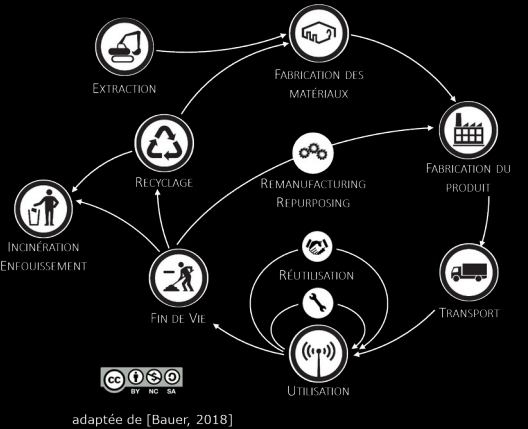 EXTRACTION
FABRICATION DES
MATÉRIAUX
FABRICATION DU
PRODUIT
RECYCLAGE
REMANUFACTURING
REPURPOSING
INCINÉRATION
ENFOUISSEMENT
RÉUTILISATION
FIN DE VIE
TRANSPORT
UTILISATION
cc
BY NC SA
adaptée de [Bauer, 2018]